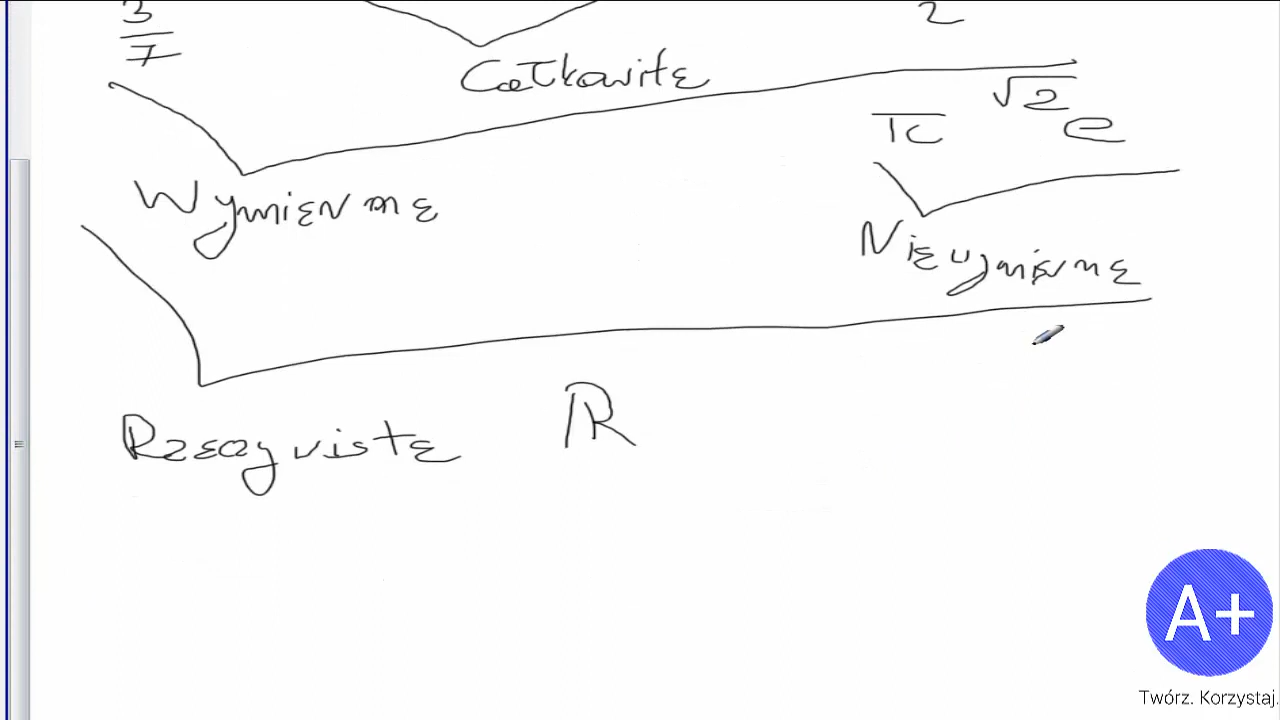 3
7
2
Całkowite
π √2 e
Wymierne
Niewymierne
Rzeczywiste ℝ
A+
Twórz. Korzystaj.